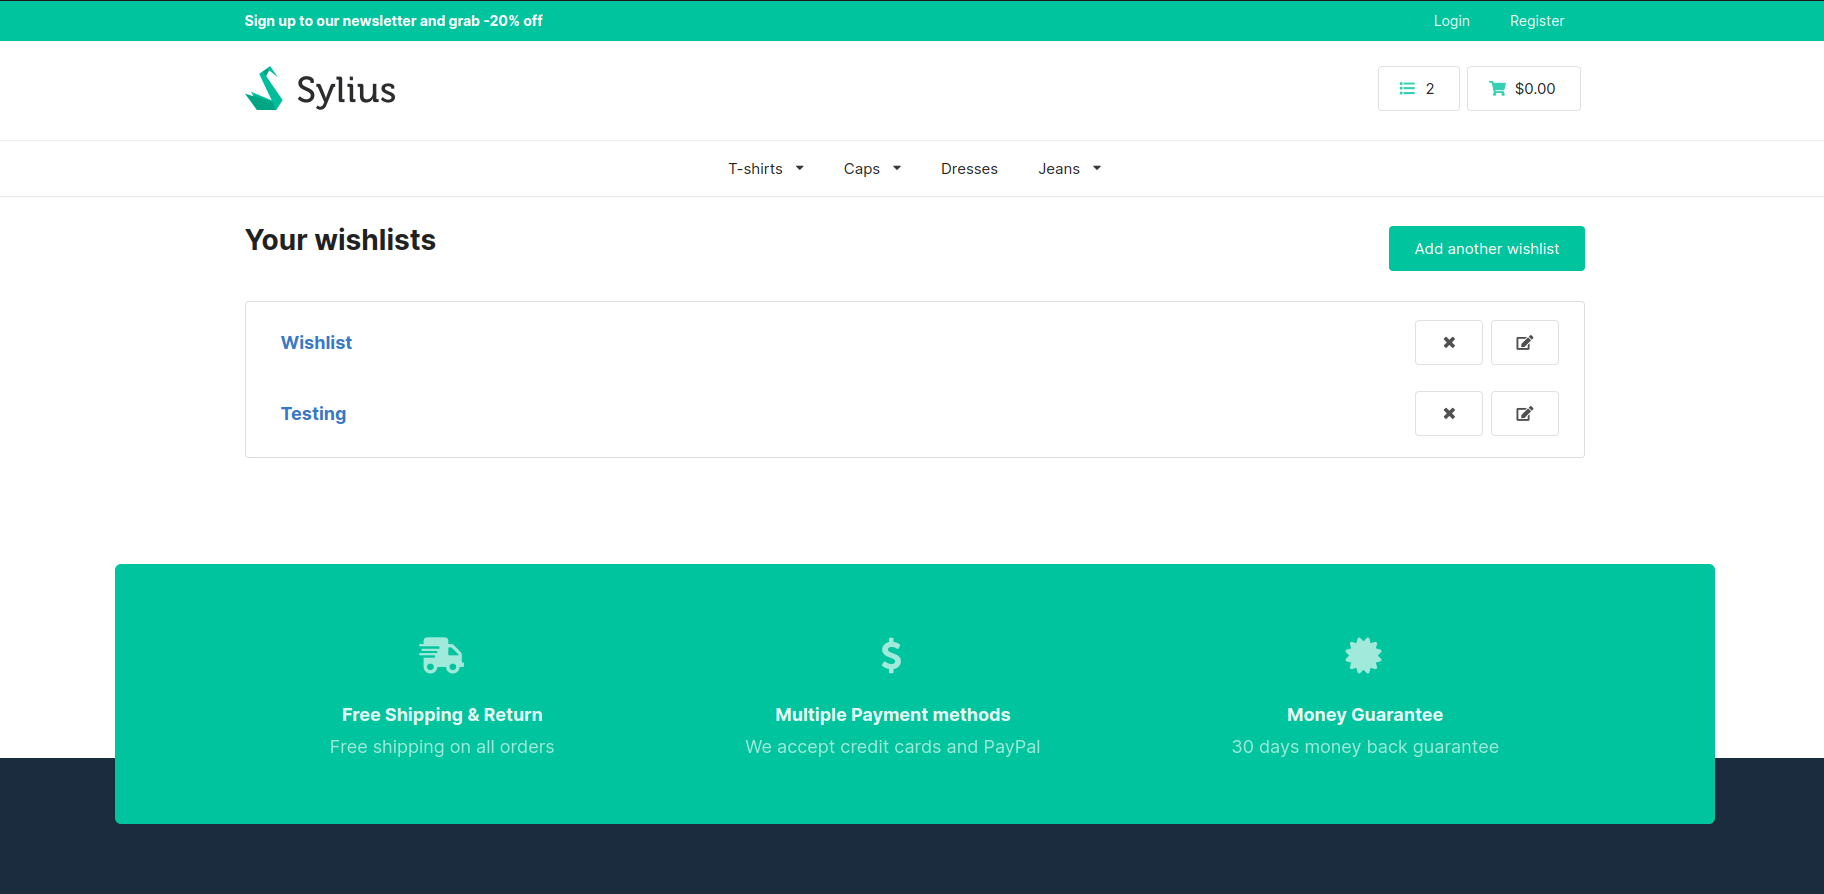 Sign up to our newsletter and grab -20% off
Login Register
Sylius
2 $0.00
T-shirts Caps Dresses Jeans
Your wishlists
Add another wishlist
Wishlist
Testing
Free Shipping & Return
Free shipping on all orders
Multiple Payment methods
We accept credit cards and PayPal
Money Guarantee
30 days money back guarantee